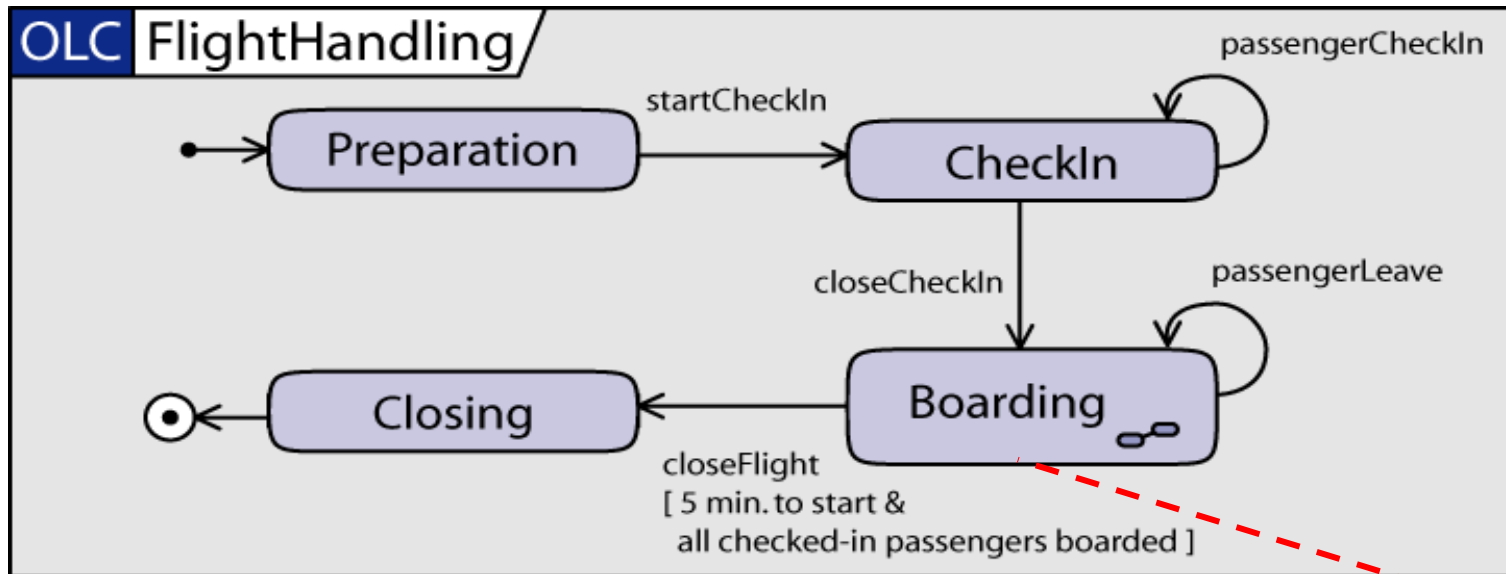 OLC FlightHandling
passengerCheckIn
startCheckIn
Preparation
CheckIn
closeCheckIn
passengerLeave
Closing
Boarding
closeFlight
[ 5 min. to start &
all checked-in passengers boarded ]